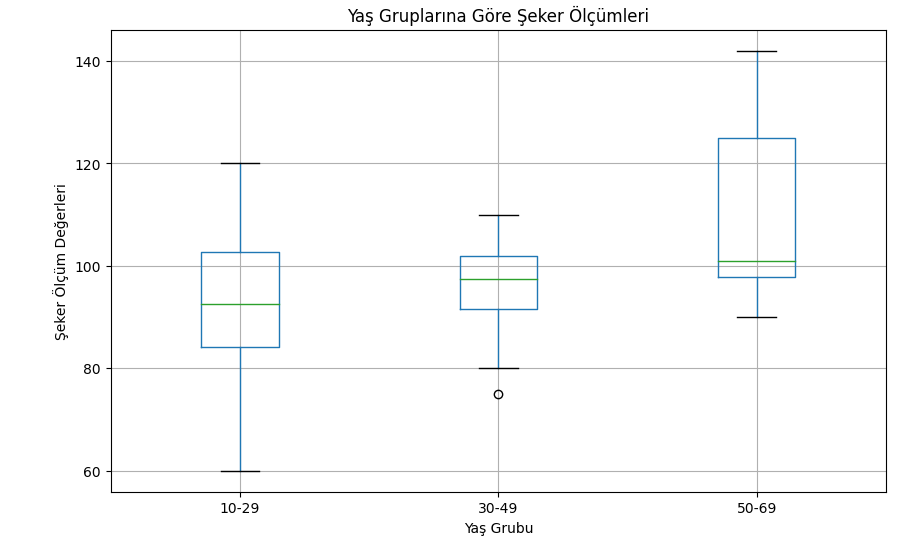 Yaş Gruplarına Göre Şeker Ölçümleri
Şeker Ölçüm Değerleri
140
120
100
80
60
10-29 30-49 50-69
Yaş Grubu